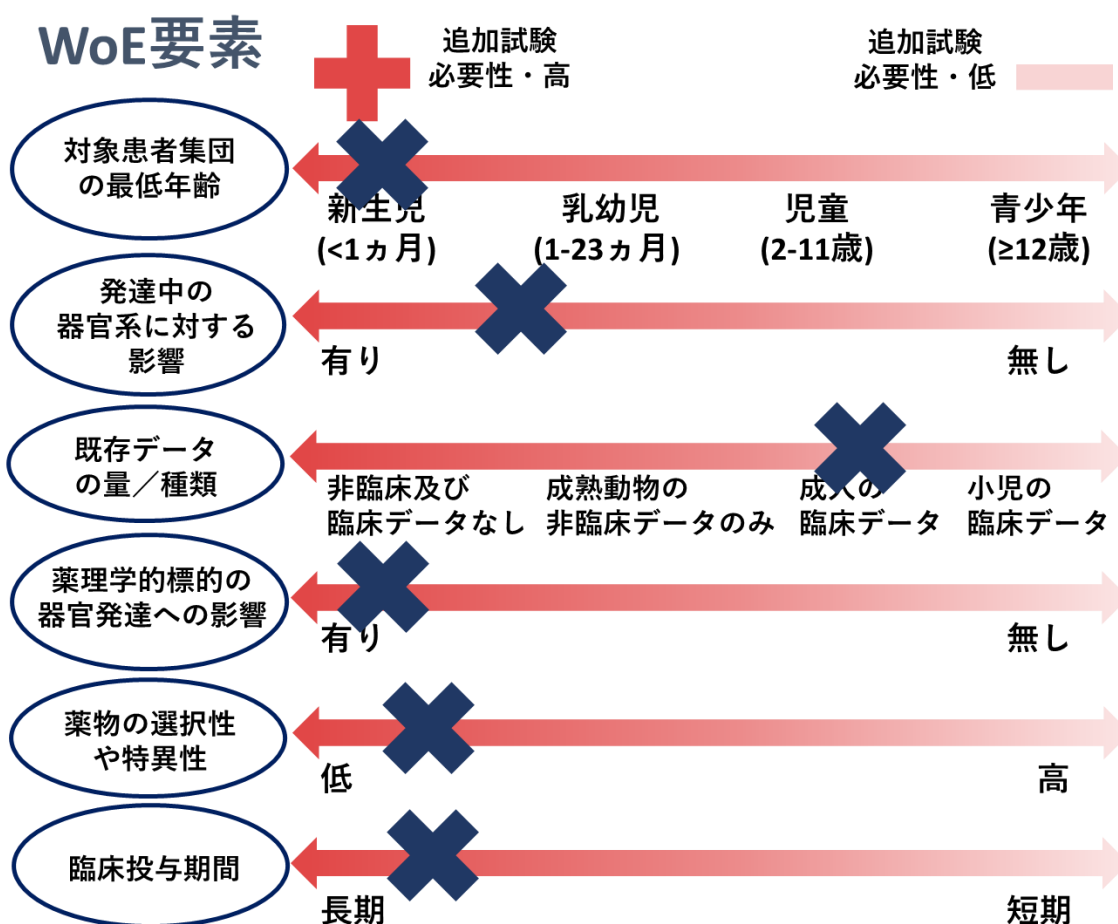 WoE要素
追加試験
必要性・高
追加試験
必要性・低
対象患者集団
の最低年齢
新生児
(<1ヵ月)
乳幼児
(1-23ヵ月)
児童
(2-11歳)
青少年
(≥12歳)
発達中の
器官系に対する
影響
有り
無し
既存データ
の量／種類
非臨床及び
臨床データなし
成熟動物の
非臨床データのみ
成人の
臨床データ
小児の
臨床データ
薬理学的標的の
器官発達への影響
有り
無し
薬物の選択性
や特異性
低
高
臨床投与期間
長期
短期